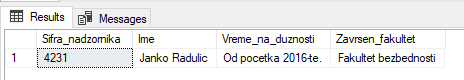 Results Messages
Sifra_nadzornika Ime Vreme_na_duznosti Zavrsen_fakultet
1 4231 Janko Radulic Od pocetka 2016-te. Fakultet bezbednosti